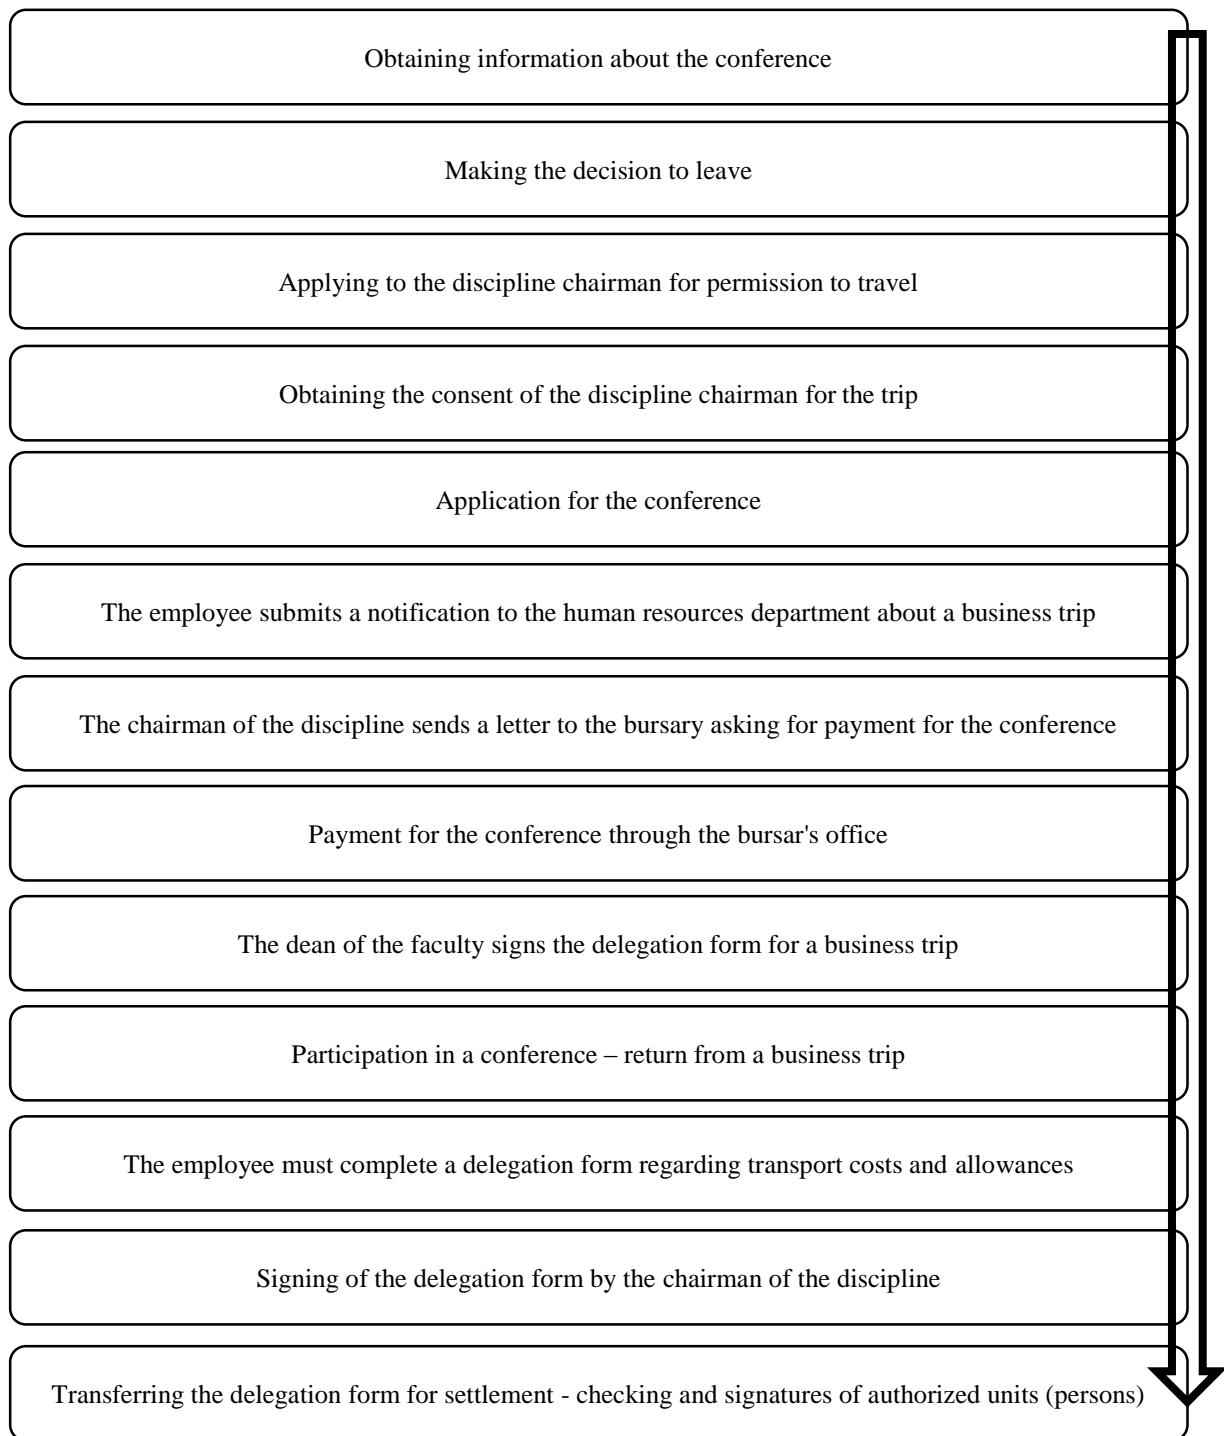 Obtaining information about the conference
Making the decision to leave
Applying to the discipline chairman for permission to travel
Obtaining the consent of the discipline chairman for the trip
Application for the conference
The employee submits a notification to the human resources department about a business trip
The chairman of the discipline sends a letter to the bursary asking for payment for the conference
Payment for the conference through the bursar's office
The dean of the faculty signs the delegation form for a business trip
Participation in a conference – return from a business trip
The employee must complete a delegation form regarding transport costs and allowances
Signing of the delegation form by the chairman of the discipline
Transferring the delegation form for settlement - checking and signatures of authorized units (persons)